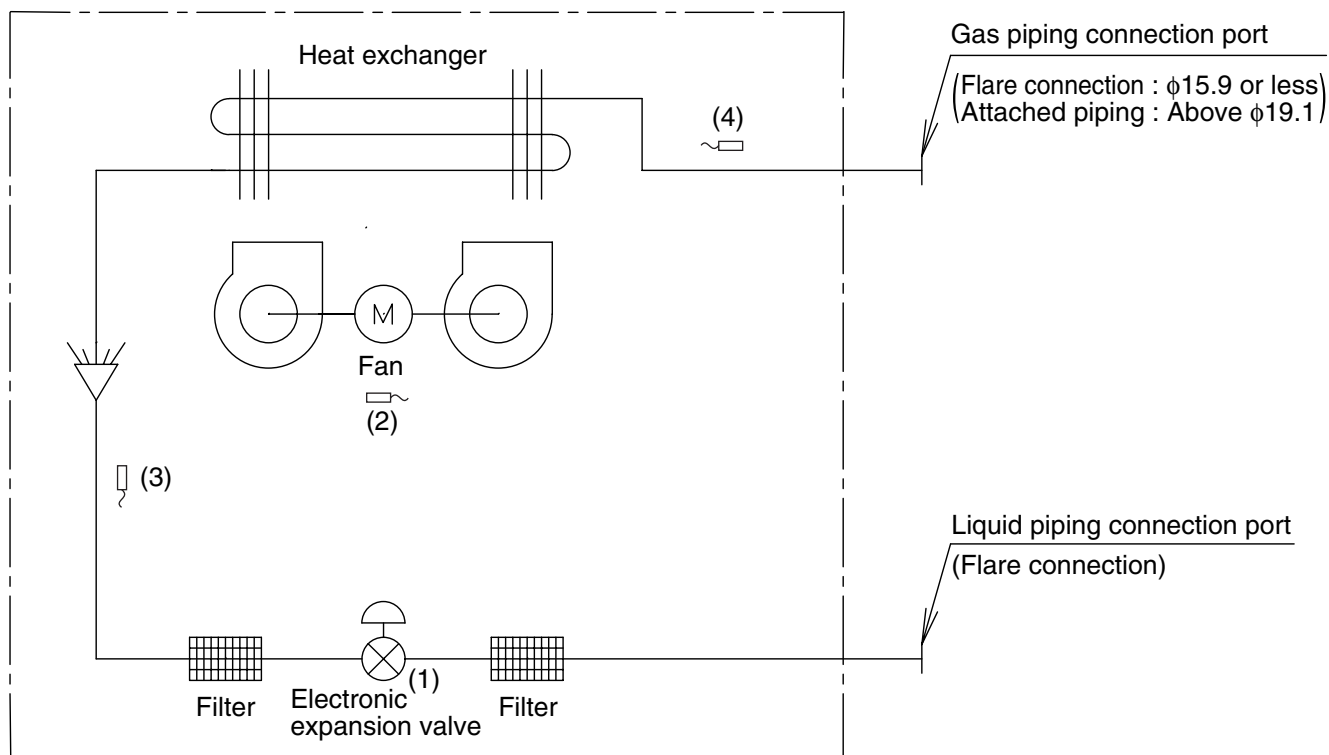 Heat exchanger
Gas piping connection port
(Flare connection : ϕ15.9 or less
Attached piping : Above ϕ19.1)
(4)
M
Fan
(2)
(3)
Liquid piping connection port
(Flare connection)
(1)
Filter
Electronic
expansion valve
Filter